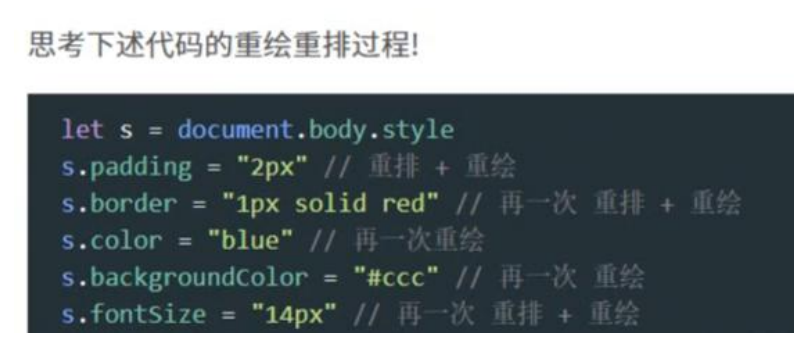 思考下述代码的重绘重排过程!
let s = document.body.style
s.padding = "2px" // 重排 + 重绘
s.border = "1px solid red" // 再一次 重排 + 重绘
s.color = "blue" // 再一次重绘
s.backgroundColor = "#ccc" // 再一次 重绘
s.fontSize = "14px" // 再一次 重排 + 重绘